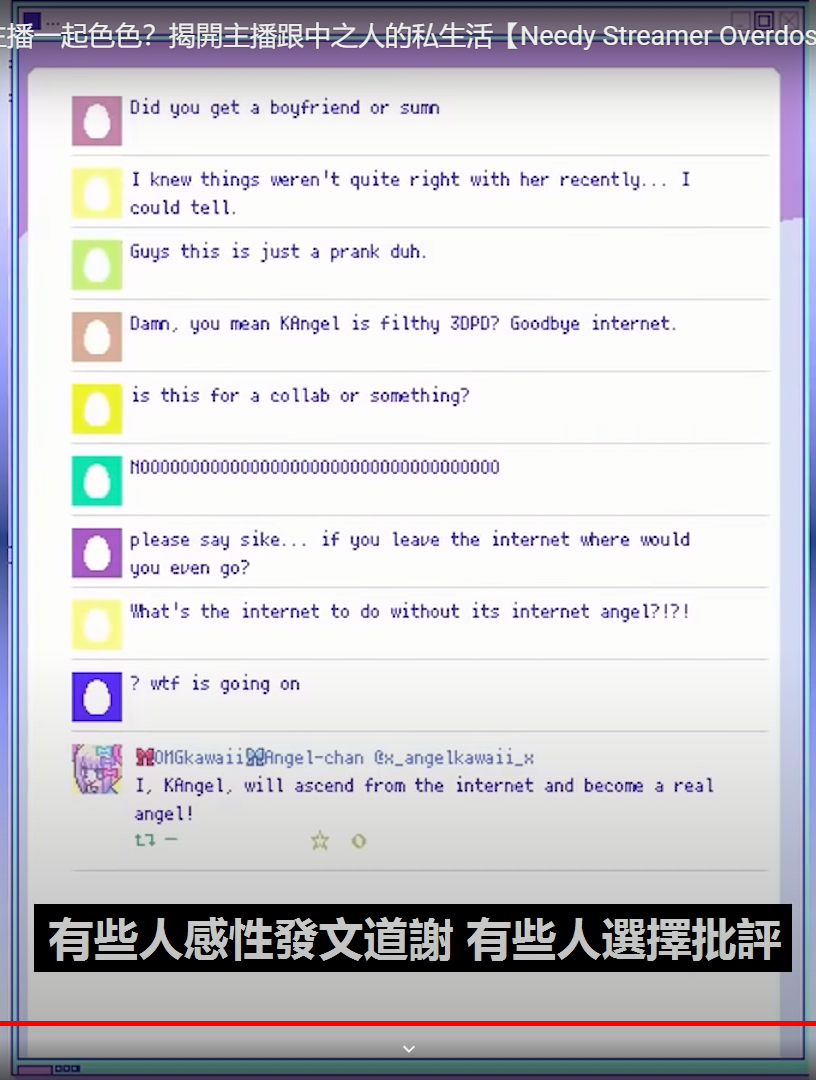 播一起色色？揭開主播跟中之人的私生活【Needy Streamer Overdos
Did you get a boyfriend or sumn
I knew things weren't quite right with her recently... I
could tell.
Guys this is just a prank duh.
Damn, you mean KAngel is filthy 3DPD? Goodbye internet.
is this for a collab or something?
NOOOOOOOOOOOOOOOOOOOOOOOOOOOOOOOOOOOO
please say sike... if you leave the internet where would
you even go?
What's the internet to do without its internet angel?!?!
? wtf is going on
🎀OMGkawaii🎀Angel-chan @x_angelkawaii_x
I, KAngel, will ascend from the internet and become a real
angel!
有些人感性發文道謝 有些人選擇批評